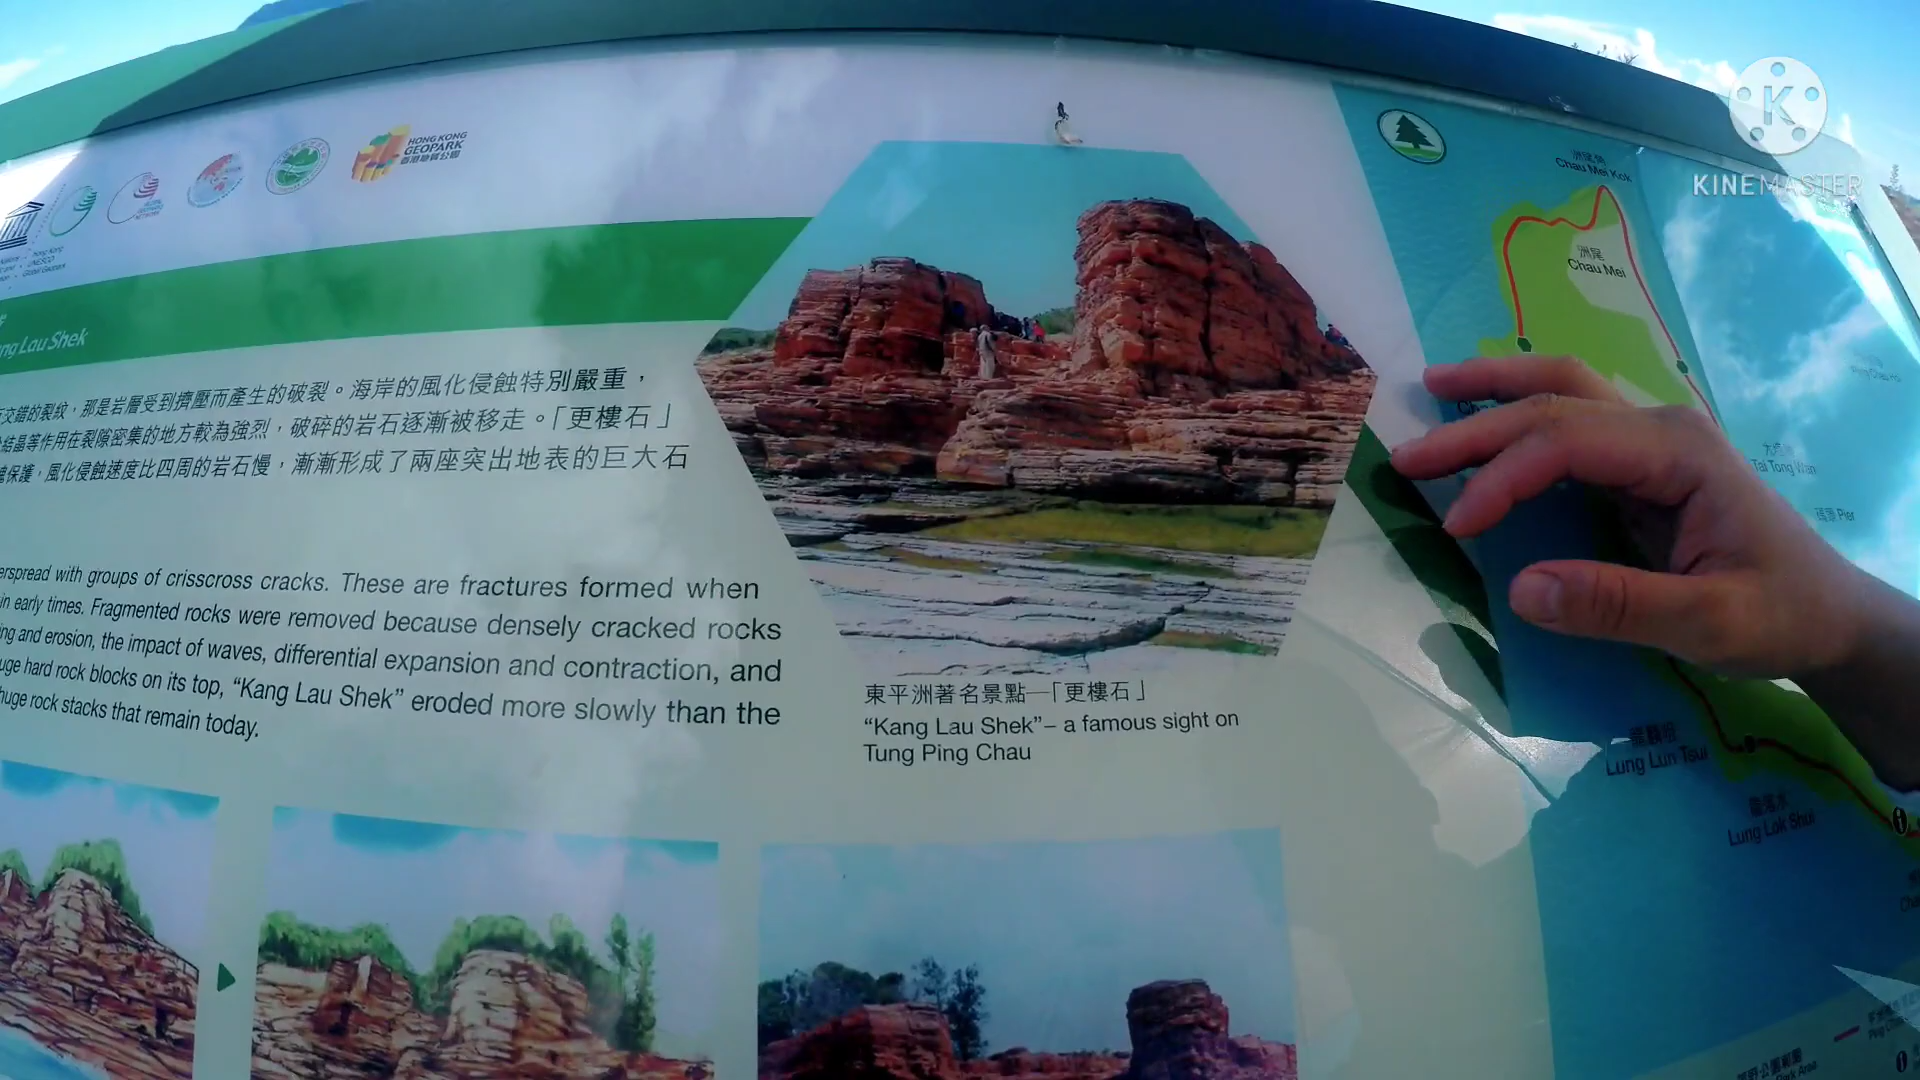 HONG KONG
GEOPARK
香港地質公園
Lau Shek
交錯的裂紋，那是岩層受到擠壓而產生的破裂。海岸的風化侵蝕特別嚴重，
結晶等作用在裂隙密集的地方較為強烈，破碎的岩石逐漸被移走。「更樓石」
保護，風化侵蝕速度比四周的岩石慢，漸漸形成了兩座突出地表的巨大石
with groups of crisscross cracks. These are fractures formed when
in early times. Fragmented rocks were removed because densely cracked rocks
and erosion, the impact of waves, differential expansion and contraction, and
hard rock blocks on its top, “Kang Lau Shek” eroded more slowly than the
huge rock stacks that remain today.
東平洲著名景點—「更樓石」
“Kang Lau Shek”– a famous sight on
Tung Ping Chau
K
KINEMASTER
洲尾角
Chau Mei Kok
洲尾
Chau Mei
Tai Tong Wan
碼頭 Pier
Lung Lun Tsui
龍落水
Lung Lok Shui